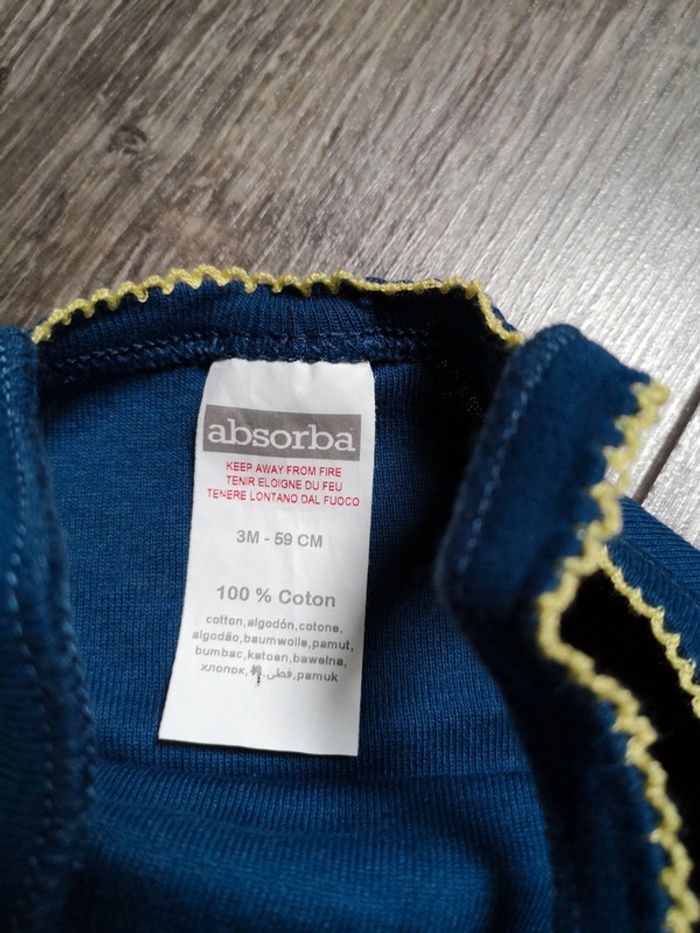 absorba
KEEP AWAY FROM FIRE
TENIR ELOIGNE DU FEU
TENERE LONTANO DAL FUOCO
3M - 59 CM
100 % Coton
cotton,algodón,cotone,
algodão,baumwolle,pamut,
bumbac,katoen,bawelna,
хлопок,棉,قطن,pamuk